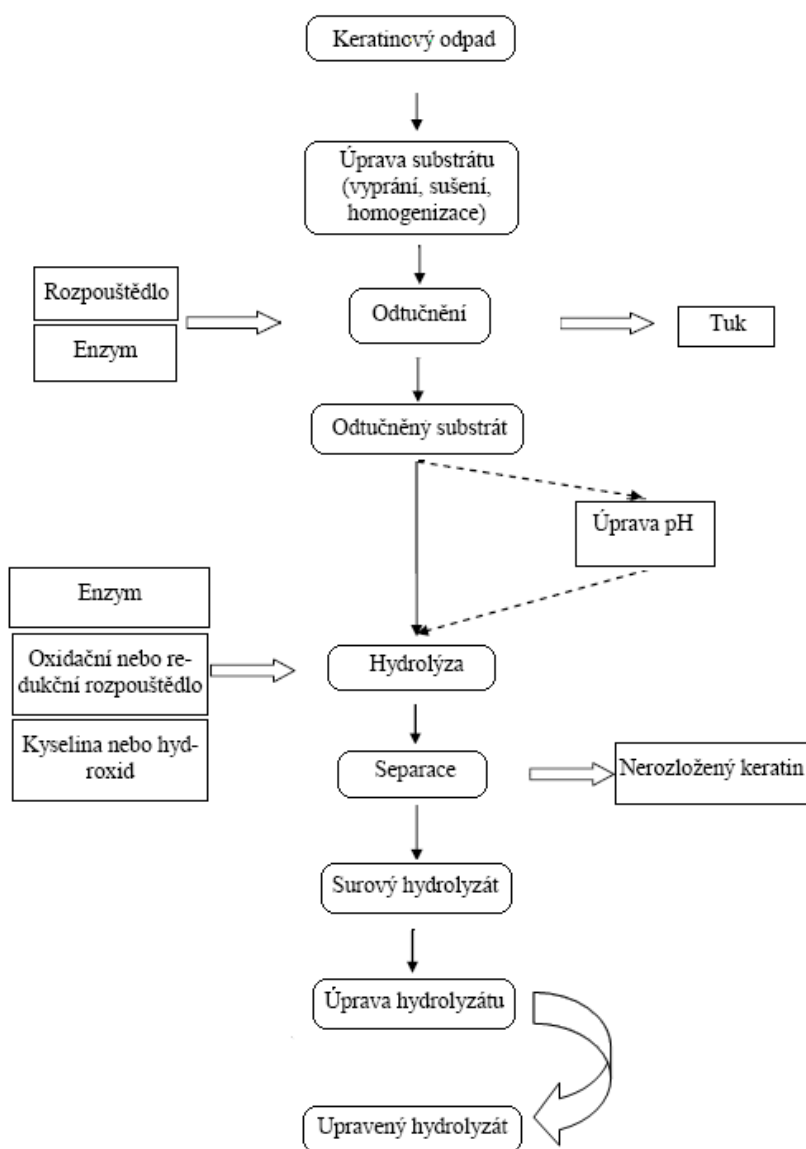 Keratinový odpad
Úprava substrátu
(vyprání, sušení,
homogenizace)
Rozpouštědlo
Enzym
Odtučnění
Tuk
Odtučněný substrát
Úprava pH
Enzym
Oxidační nebo re-
dukční rozpouštědlo
Kyselina nebo hyd-
roxid
Hydrolýza
Separace
Nerozložený keratin
Surový hydrolyzát
Úprava hydrolyzátu
Upravený hydrolyzát